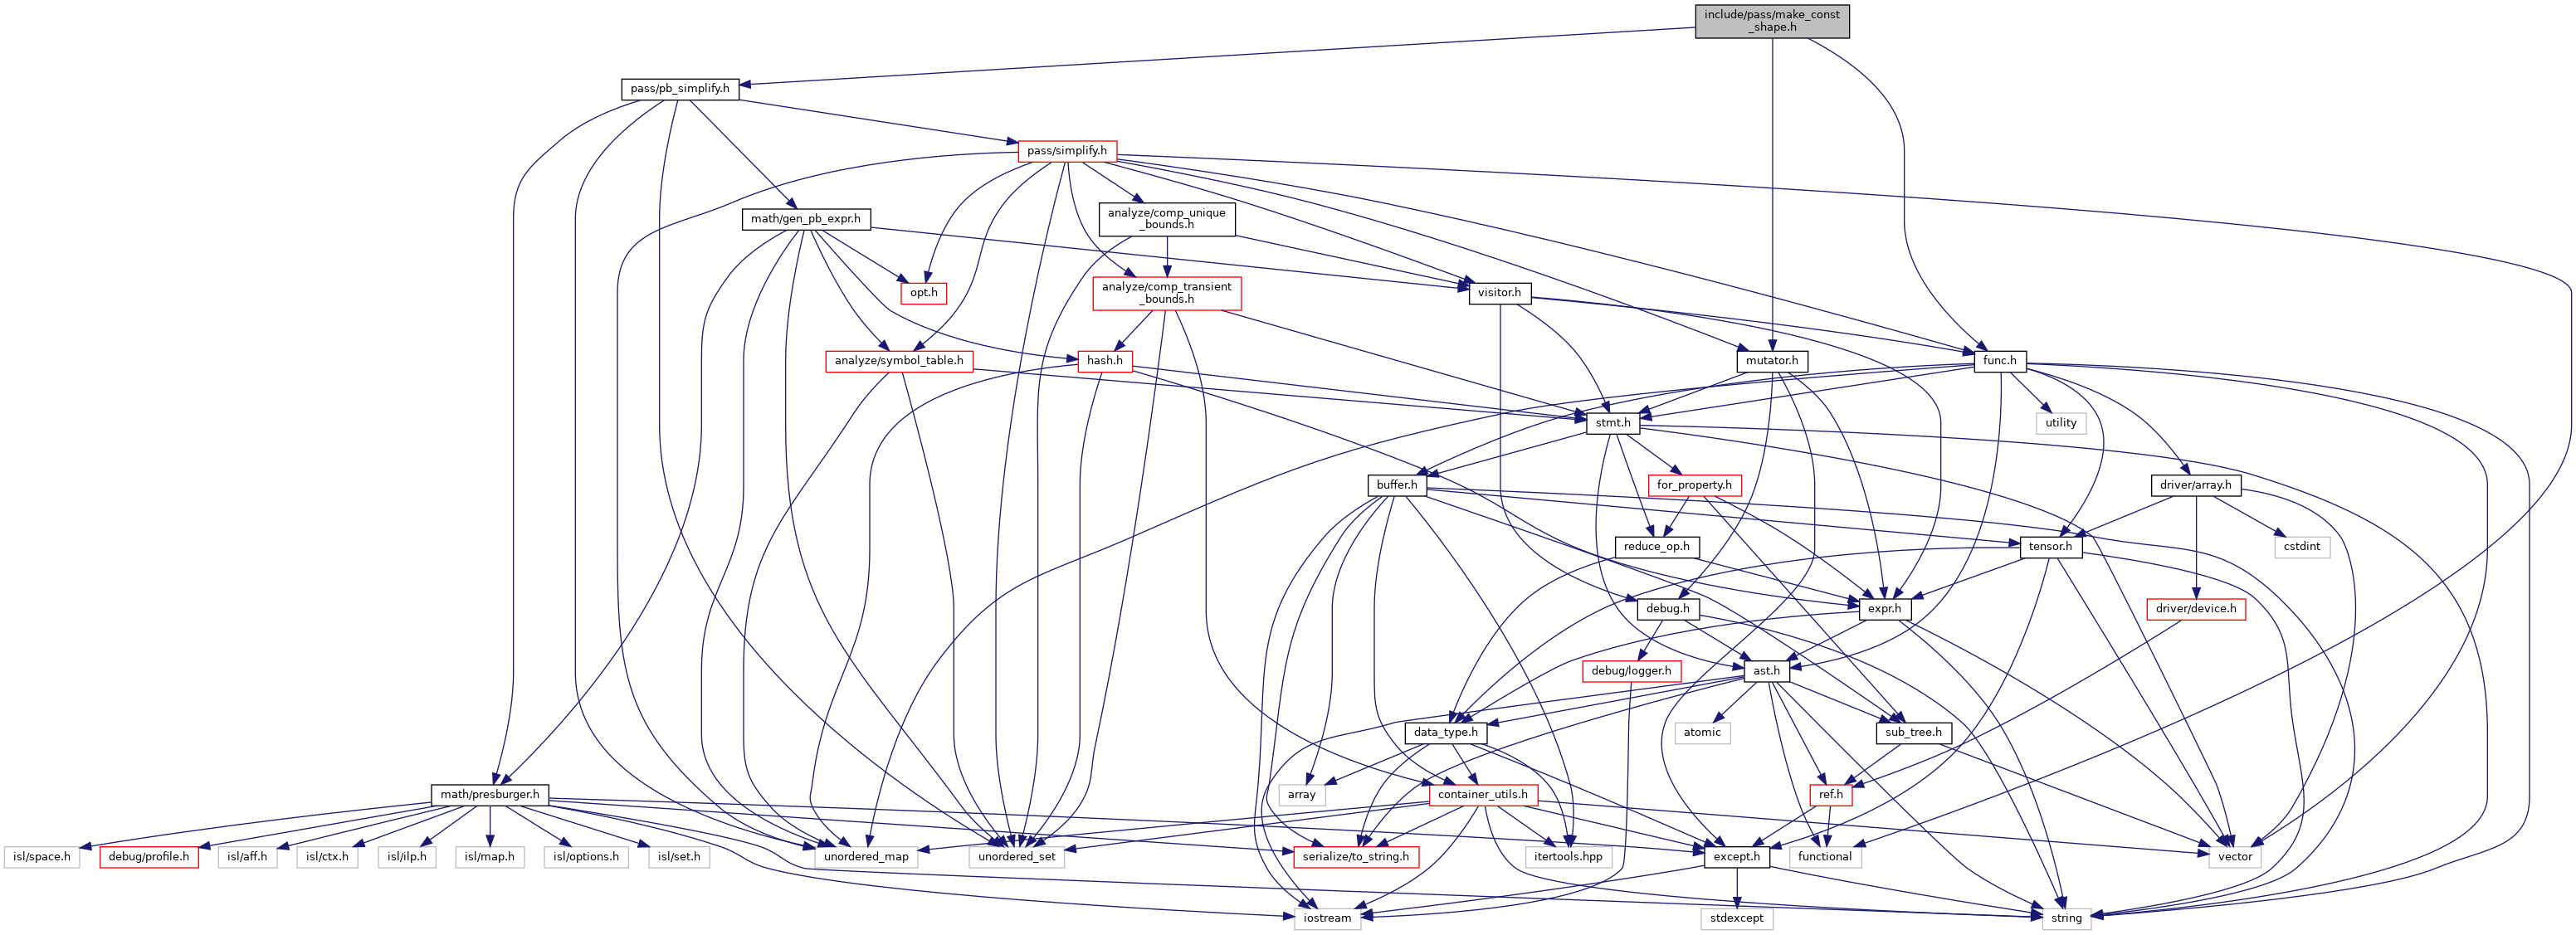 include/pass/make_const
_shape.h
pass/pb_simplify.h
pass/simplify.h
math/gen_pb_expr.h
analyze/comp_unique
_bounds.h
opt.h
analyze/comp_transient
_bounds.h
visitor.h
analyze/symbol_table.h
hash.h
mutator.h
func.h
stmt.h
utility
buffer.h
for_property.h
driver/array.h
reduce_op.h
tensor.h
cstdint
debug.h
expr.h
driver/device.h
debug/logger.h
ast.h
data_type.h
atomic
sub_tree.h
math/presburger.h
array
container_utils.h
ref.h
isl/space.h
debug/profile.h
isl/aff.h
isl/ctx.h
isl/ilp.h
isl/map.h
isl/options.h
isl/set.h
unordered_map
unordered_set
serialize/to_string.h
itertools.hpp
except.h
functional
vector
iostream
stdexcept
string